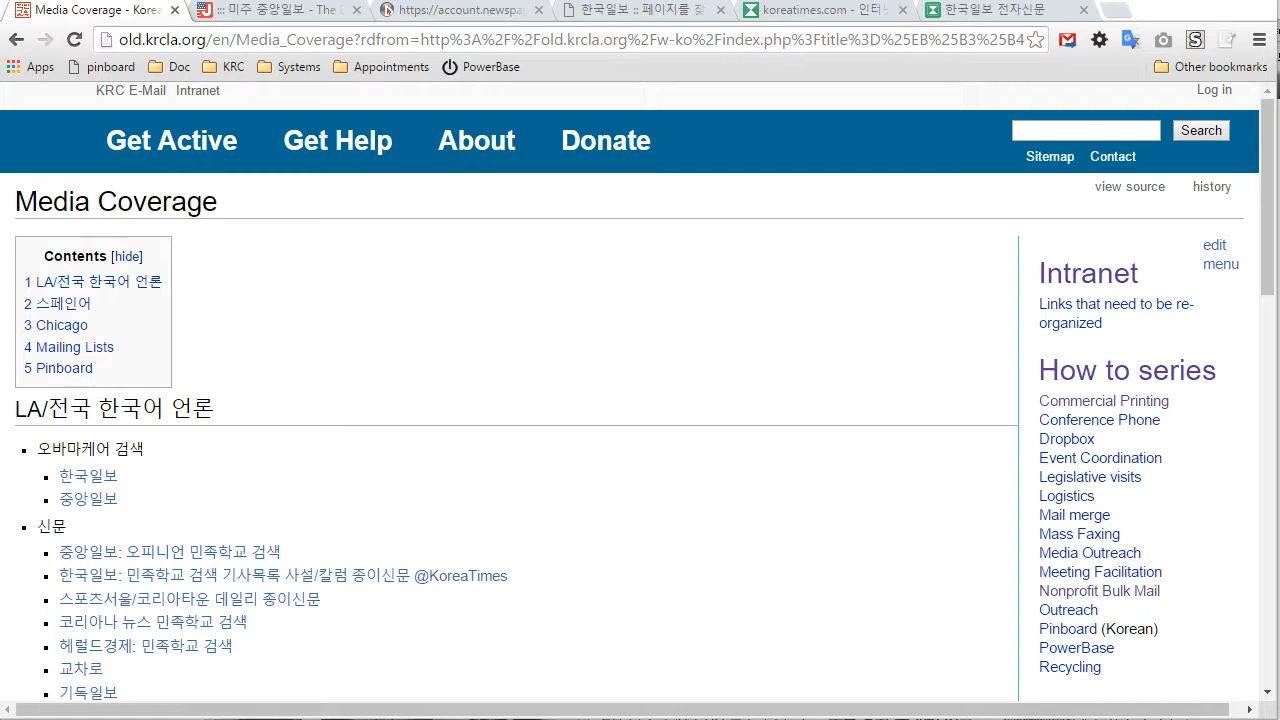 Media Coverage - Korea
::: 미주 중앙일보 - The
https://account.newspa
한국일보 :: 페이지를 찾
koreatimes.com - 인터
한국일보 전자신문
old.krcla.org/en/Media_Coverage?rdfrom=http%3A%2F%2Fold.krcla.org%2Fw-ko%2Findex.php%3Ftitle%3D%25EB%25B3%25B4
Apps pinboard Doc KRC Systems Appointments PowerBase Other bookmarks
KRC E-Mail Intranet Log in
Get Active Get Help About Donate Search
Sitemap Contact
view source history
Media Coverage
Contents [hide]
1 LA/전국 한국어 언론
2 스페인어
3 Chicago
4 Mailing Lists
5 Pinboard
LA/전국 한국어 언론
오바마케어 검색
한국일보
중앙일보
신문
중앙일보: 오피니언 민족학교 검색
한국일보: 민족학교 검색 기사목록 사설/칼럼 종이신문 @KoreaTimes
스포츠서울/코리아타운 데일리 종이신문
코리아나 뉴스 민족학교 검색
헤럴드경제: 민족학교 검색
교차로
기독일보
edit
menu
Intranet
Links that need to be re-
organized
How to series
Commercial Printing
Conference Phone
Dropbox
Event Coordination
Legislative visits
Logistics
Mail merge
Mass Faxing
Media Outreach
Meeting Facilitation
Nonprofit Bulk Mail
Outreach
Pinboard (Korean)
PowerBase
Recycling